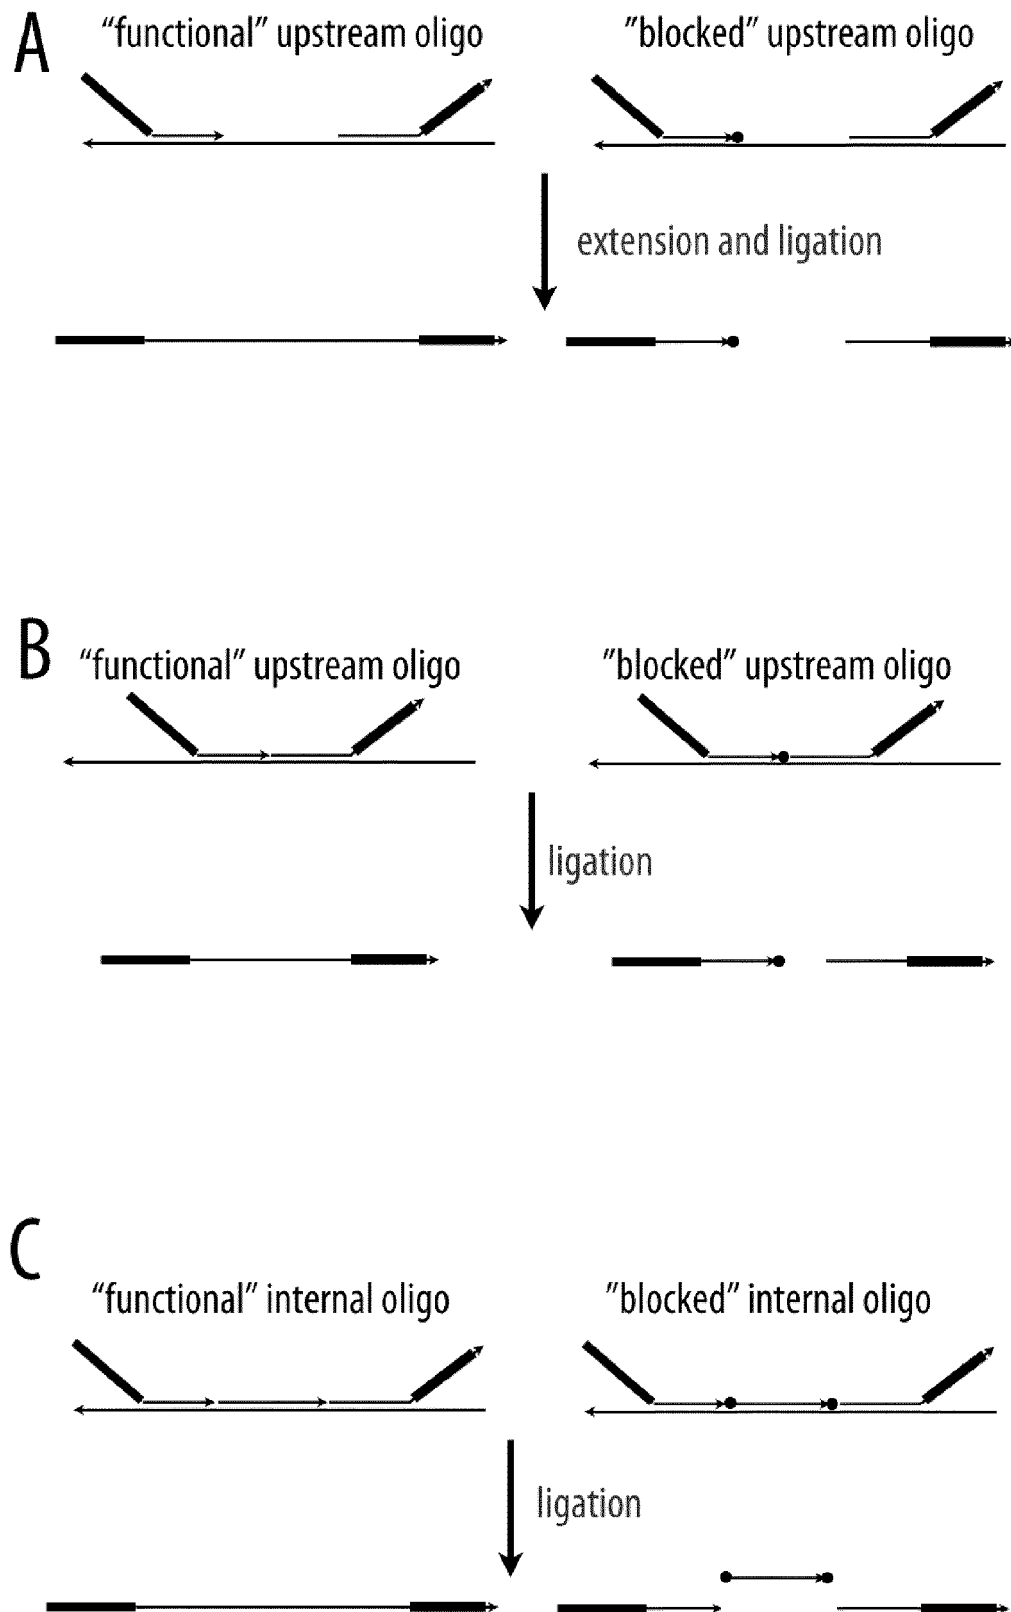 A
“functional” upstream oligo
”blocked” upstream oligo
extension and ligation
B
“functional” upstream oligo
”blocked” upstream oligo
ligation
C
“functional” internal oligo
”blocked” internal oligo
ligation